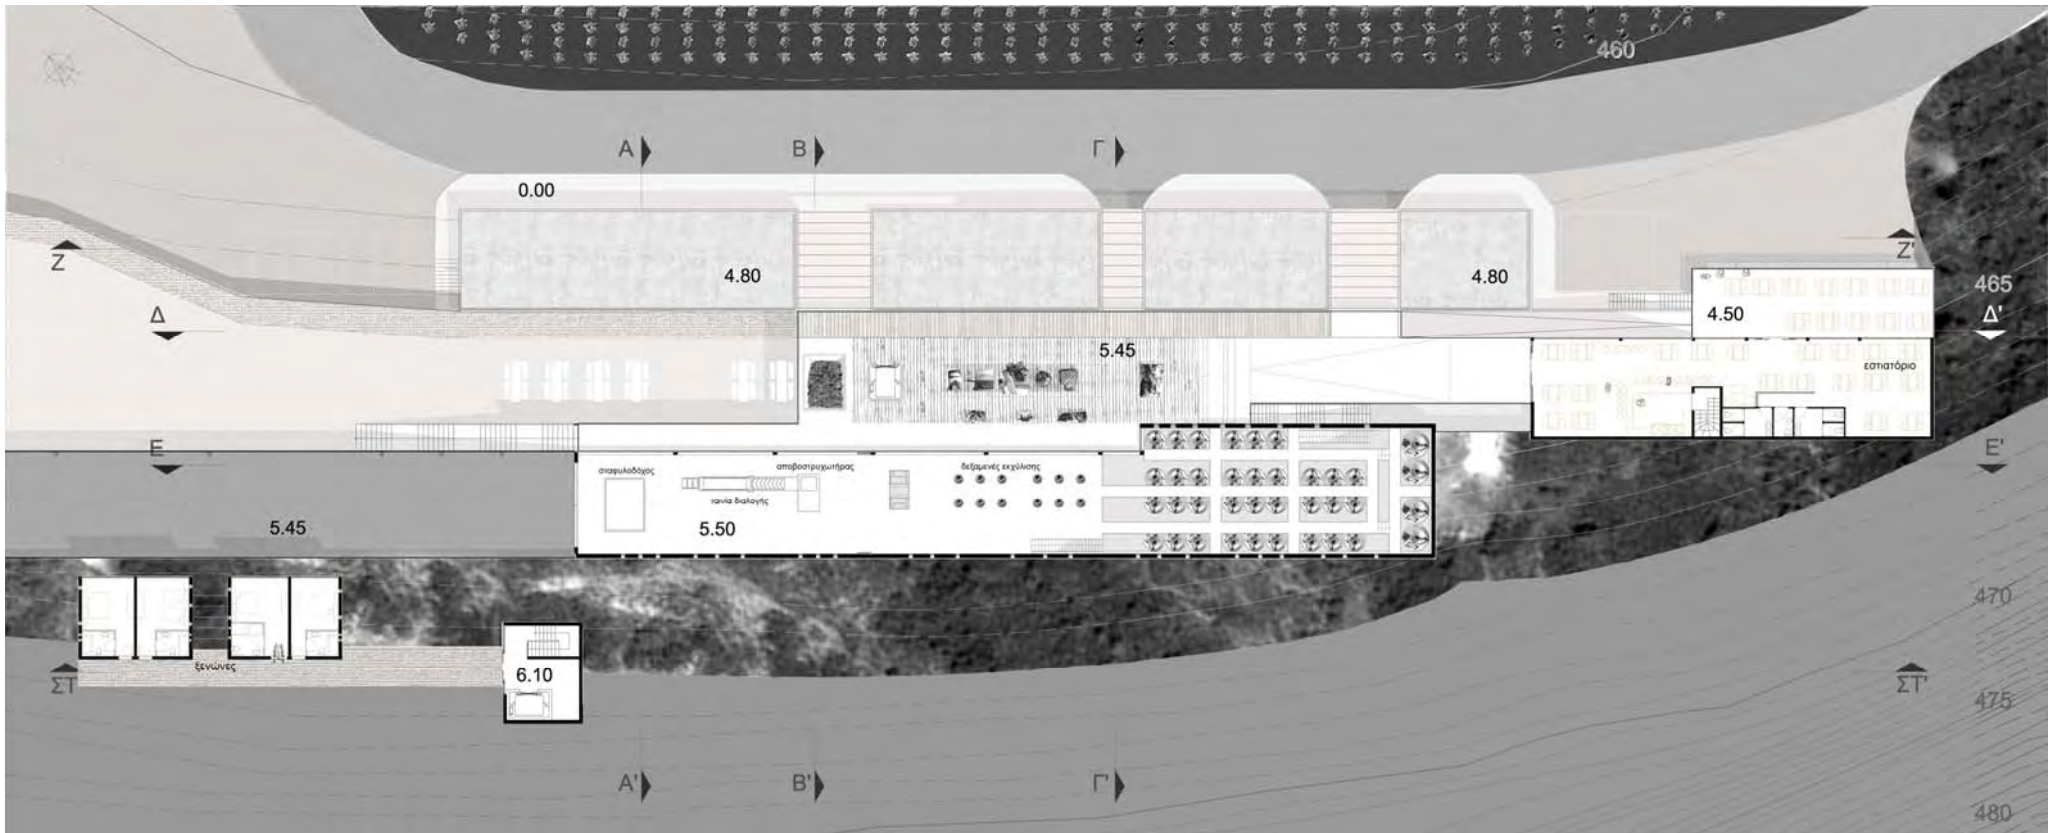 460
Α
Β
Γ
0.00
Ζ
Ζ'
4.80
4.80
465
4.50
Δ
Δ'
5.45
εστιατόριο
Ε
Ε'
σταφυλοδόχος
αποβοστρυχωτήρας
δεξαμενές εκχύλισης
ταινία διαλογής
5.45
5.50
470
ξενώνες
6.10
ΣΤ
ΣΤ'
475
Α'
Β'
Γ'
480